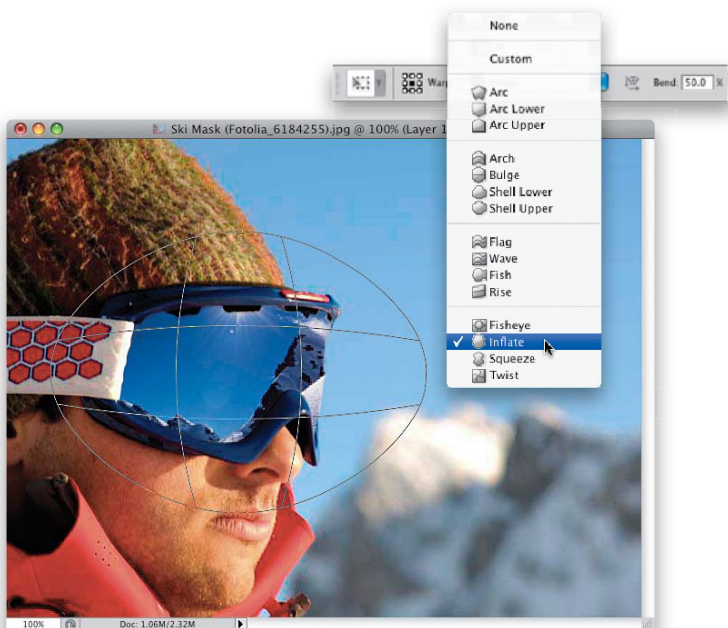 None
Custom
Warp
Bend: 50.0 %
Arc
Arc Lower
Arc Upper
Ski Mask (Fotolia_6184255).jpg @ 100% (Layer 1
Arch
Bulge
Shell Lower
Shell Upper
Flag
Wave
Fish
Rise
Fisheye
Inflate
Squeeze
Twist
100%
Doc: 1.06M/2.32M